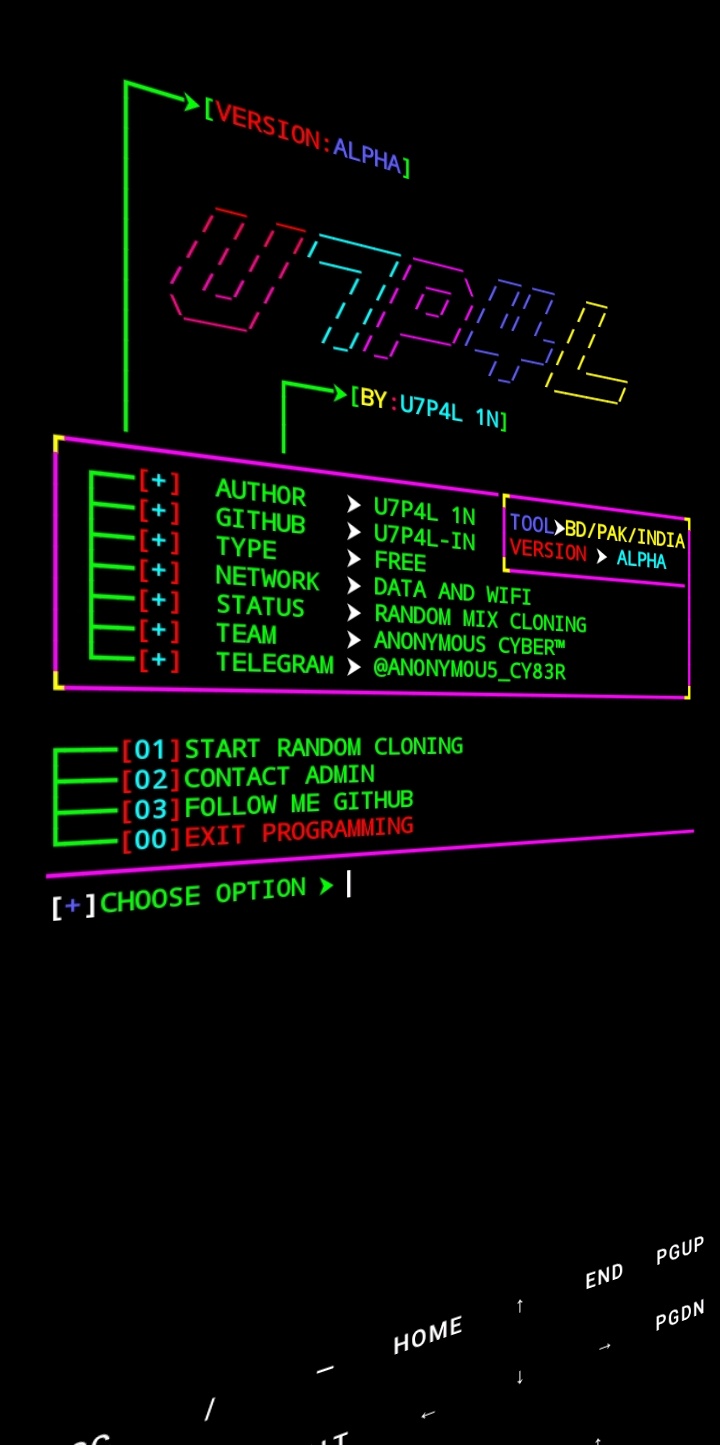 [VERSION:ALPHA]
U7P4L
[BY:U7P4L 1N]
[+] AUTHOR ➤ U7P4L 1N
[+] GITHUB ➤ U7P4L-IN
[+] TYPE ➤ FREE
[+] NETWORK ➤ DATA AND WIFI
[+] STATUS ➤ RANDOM MIX CLONING
[+] TEAM ➤ ANONYMOUS CYBER™
[+] TELEGRAM ➤ @ANONYMOU5_CY83R
TOOL➤BD/PAK/INDIA
VERSION ➤ ALPHA
[01]START RANDOM CLONING
[02]CONTACT ADMIN
[03]FOLLOW ME GITHUB
[00]EXIT PROGRAMMING
[+]CHOOSE OPTION ➤
/ — HOME ↑ END PGUP
← ↓ → PGDN